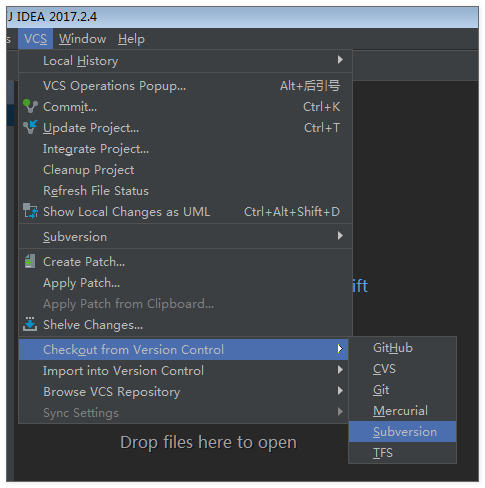 J IDEA 2017.2.4
s VCS Window Help
Local History
VCS Operations Popup... Alt+后引号
Commit... Ctrl+K
Update Project... Ctrl+T
Integrate Project...
Cleanup Project
Refresh File Status
Show Local Changes as UML Ctrl+Alt+Shift+D
Subversion
Create Patch...
Apply Patch...
ift
Apply Patch from Clipboard...
Shelve Changes...
Checkout from Version Control
GitHub
Import into Version Control
CVS
Browse VCS Repository
Git
Sync Settings
Mercurial
Drop files here to open
Subversion
TFS